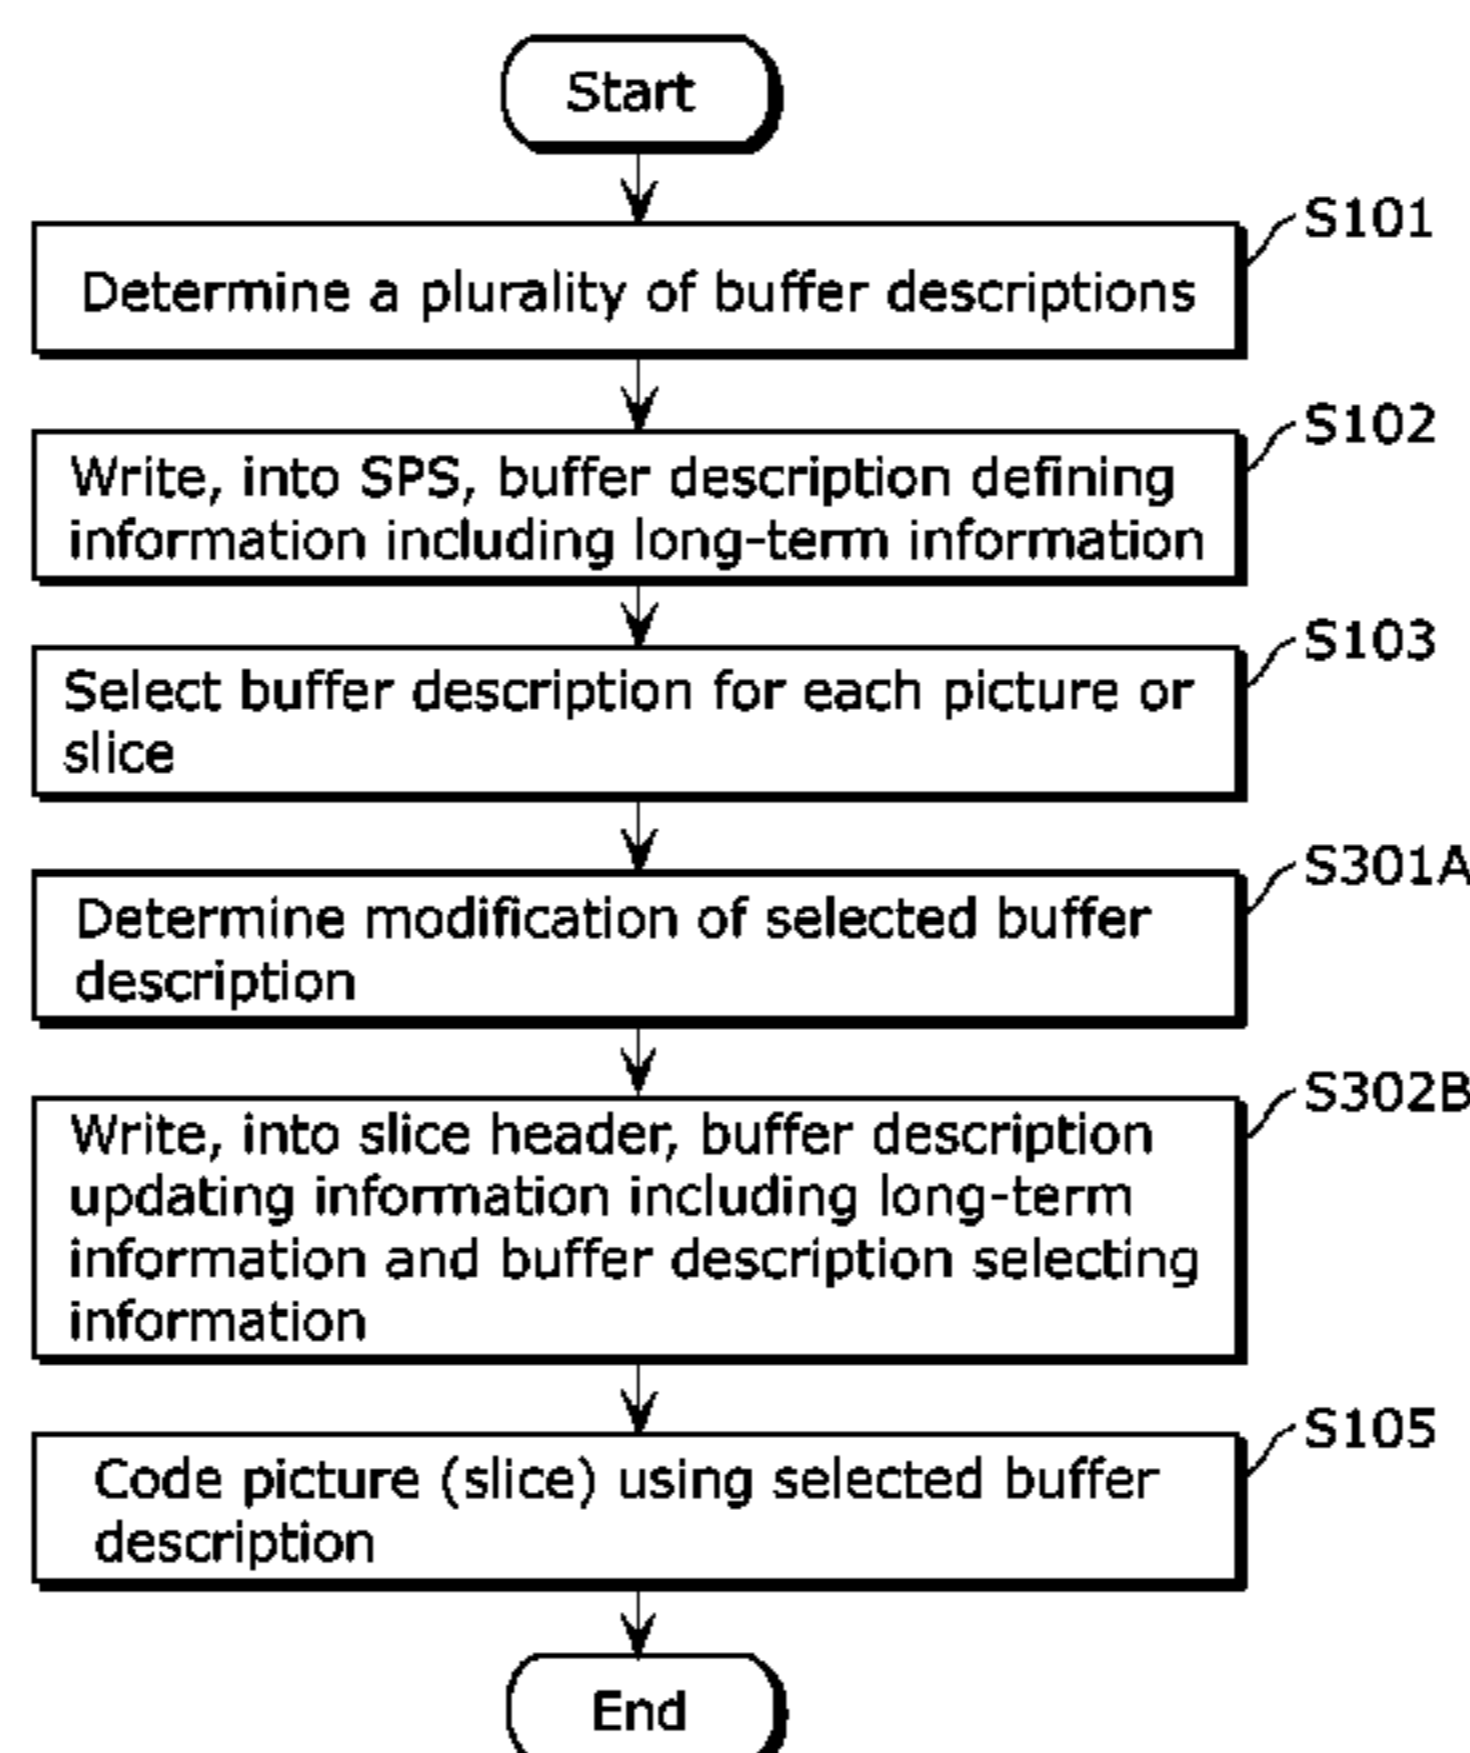 Start
S101
Determine a plurality of buffer descriptions
S102
Write, into SPS, buffer description defining
information including long-term information
S103
Select buffer description for each picture or
slice
S301A
Determine modification of selected buffer
description
S302B
Write, into slice header, buffer description
updating information including long-term
information and buffer description selecting
information
S105
Code picture (slice) using selected buffer
description
End